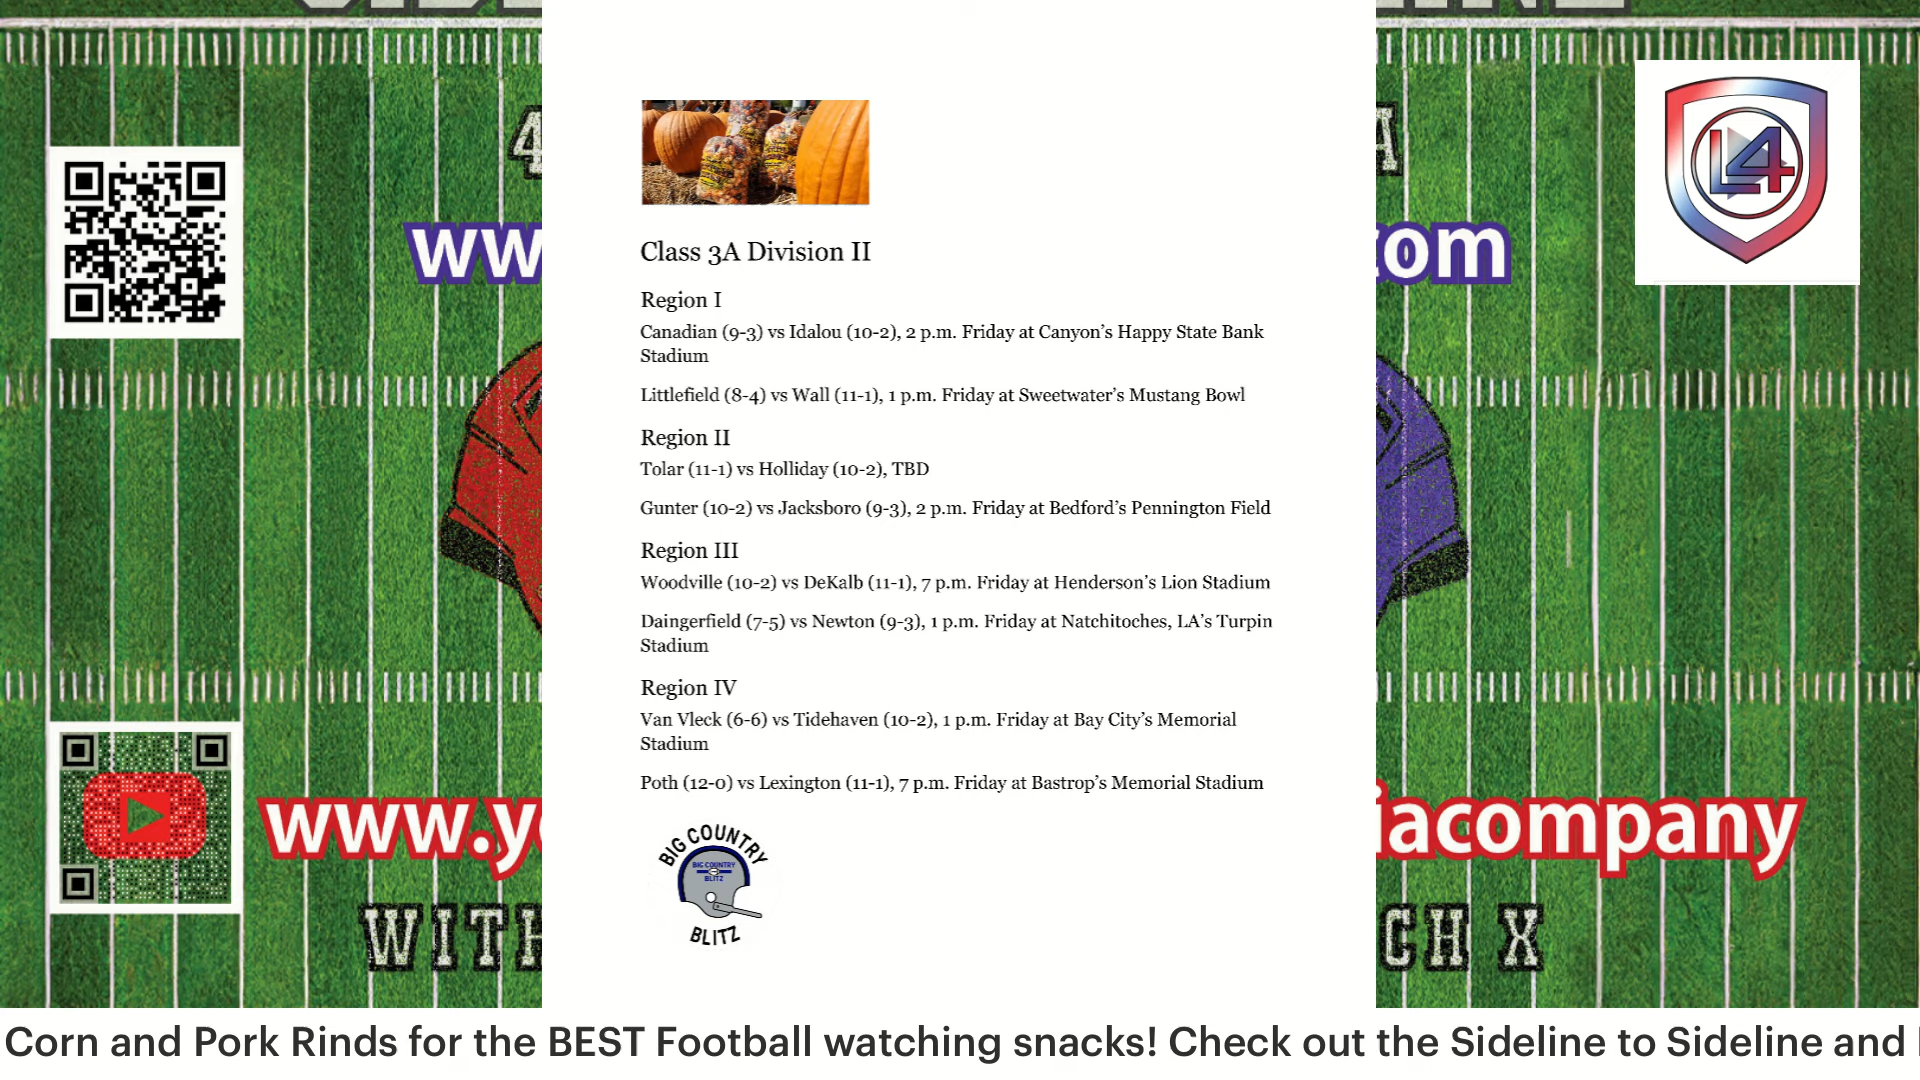 4
A
L4
ww
com
Class 3A Division II
Region I
Canadian (9-3) vs Idalou (10-2), 2 p.m. Friday at Canyon’s Happy State Bank
Stadium
Littlefield (8-4) vs Wall (11-1), 1 p.m. Friday at Sweetwater’s Mustang Bowl
Region II
Tolar (11-1) vs Holliday (10-2), TBD
Gunter (10-2) vs Jacksboro (9-3), 2 p.m. Friday at Bedford’s Pennington Field
Region III
Woodville (10-2) vs DeKalb (11-1), 7 p.m. Friday at Henderson’s Lion Stadium
Daingerfield (7-5) vs Newton (9-3), 1 p.m. Friday at Natchitoches, LA’s Turpin
Stadium
Region IV
Van Vleck (6-6) vs Tidehaven (10-2), 1 p.m. Friday at Bay City’s Memorial
Stadium
Poth (12-0) vs Lexington (11-1), 7 p.m. Friday at Bastrop’s Memorial Stadium
www.y
iacompany
BIG COUNTRY
BIG COUNTRY
BLITZ
BLITZ
WITH
CH X
Corn and Pork Rinds for the BEST Football watching snacks! Check out the Sideline to Sideline and